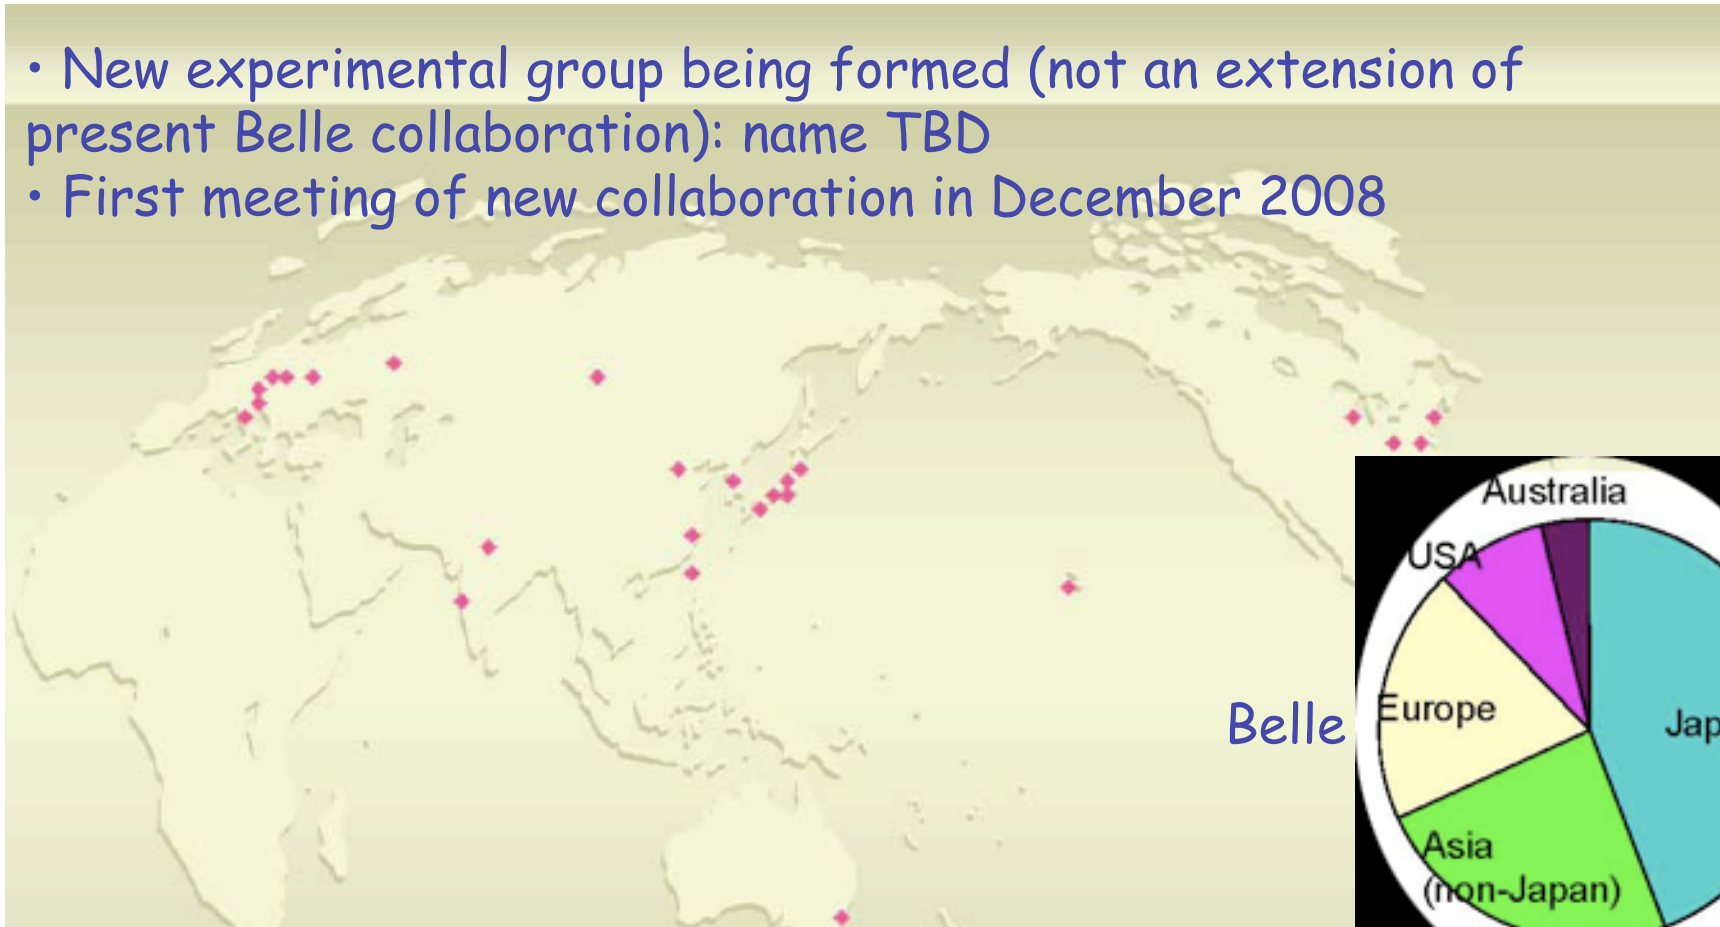 • New experimental group being formed (not an extension of
present Belle collaboration): name TBD
• First meeting of new collaboration in December 2008
Australia
USA
Europe
Jap
Belle
Asia
(non-Japan)